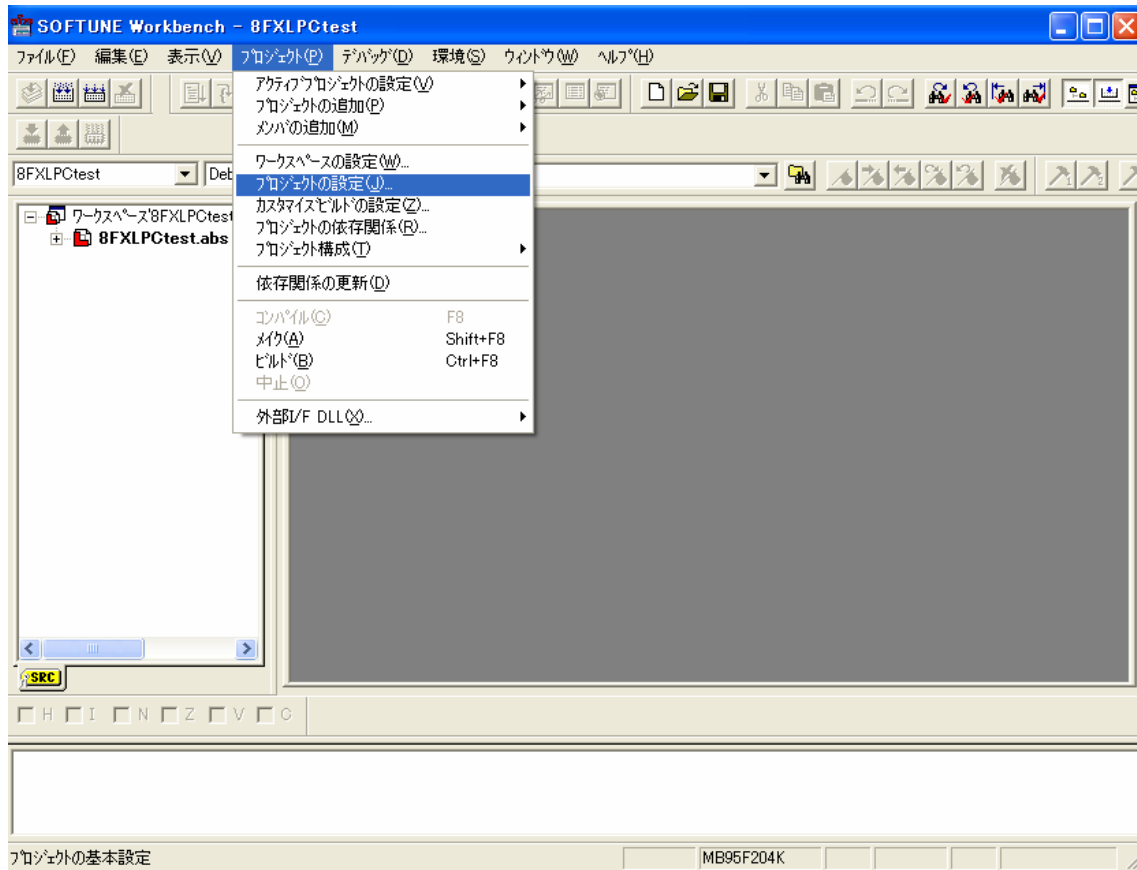 SOFTUNE Workbench - 8FXLPCtest
ﾌｧｲﾙ(F) 編集(E) 表示(V) ﾌﾟﾛｼﾞｪｸﾄ(P) ﾃﾞﾊﾞｯｸﾞ(D) 環境(S) ｳｨﾝﾄﾞｳ(W) ﾍﾙﾌﾟ(H)
ｱｸﾃｨﾌﾞﾌﾟﾛｼﾞｪｸﾄの設定(V)
ﾌﾟﾛｼﾞｪｸﾄの追加(P)
ﾒﾝﾊﾞの追加(M)
ﾜｰｸｽﾍﾟｰｽの設定(W)...
ﾌﾟﾛｼﾞｪｸﾄの設定(J)...
ｶｽﾀﾏｲｽﾞﾋﾞﾙﾄﾞの設定(Z)...
ﾌﾟﾛｼﾞｪｸﾄの依存関係(R)...
ﾌﾟﾛｼﾞｪｸﾄ構成(T)
依存関係の更新(D)
ｺﾝﾊﾟｲﾙ(C) F8
ﾒｲｸ(A) Shift+F8
ﾋﾞﾙﾄﾞ(B) Ctrl+F8
中止(O)
外部I/F DLL(X)...
8FXLPCtest Deb
ﾜｰｸｽﾍﾟｰｽ'8FXLPCtest
8FXLPCtest.abs
SRC
H I N Z V C
ﾌﾟﾛｼﾞｪｸﾄの基本設定 MB95F204K